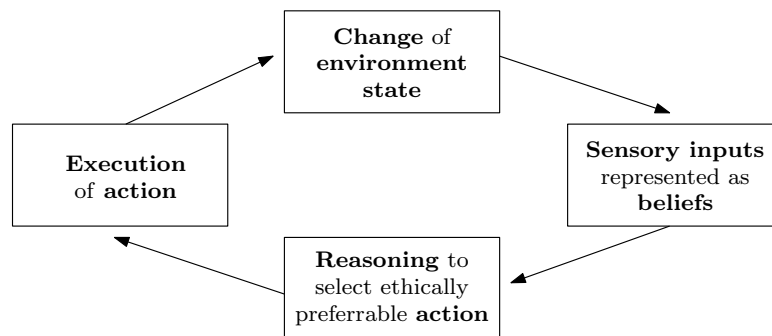 Change of
environment
state
Execution
of action
Sensory inputs
represented as
beliefs
Reasoning to
select ethically
preferrable action